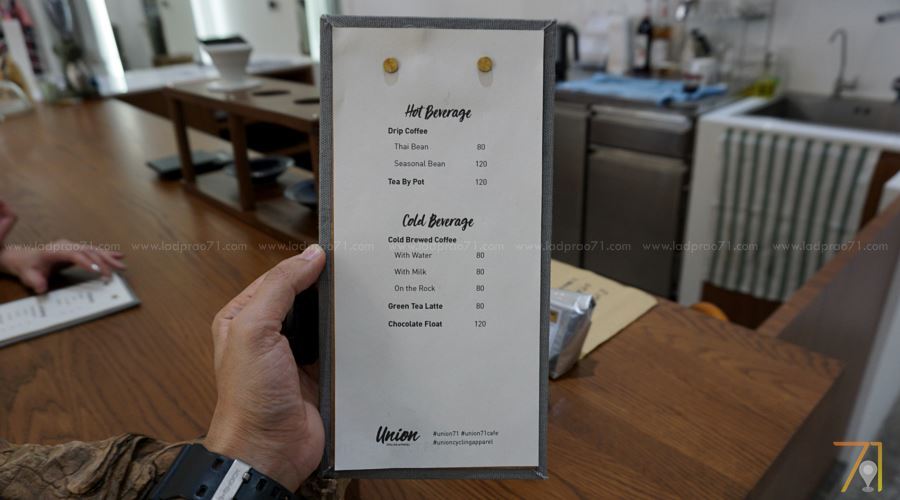 Hot Beverage
Drip Coffee
Thai Bean 80
Seasonal Bean 120
Tea By Pot 120
Cold Beverage
Cold Brewed Coffee
www.ladprao71.com www.ladprao71.com www.ladprao71.com www.ladprao71.com www.ladprao71.com www.ladprao71.com www.ladprao71.com
With Water 80
With Milk 80
On the Rock 80
Green Tea Latte 80
Chocolate Float 120
Union
#union71 #union71cafe
#unioncyclingapparel
71